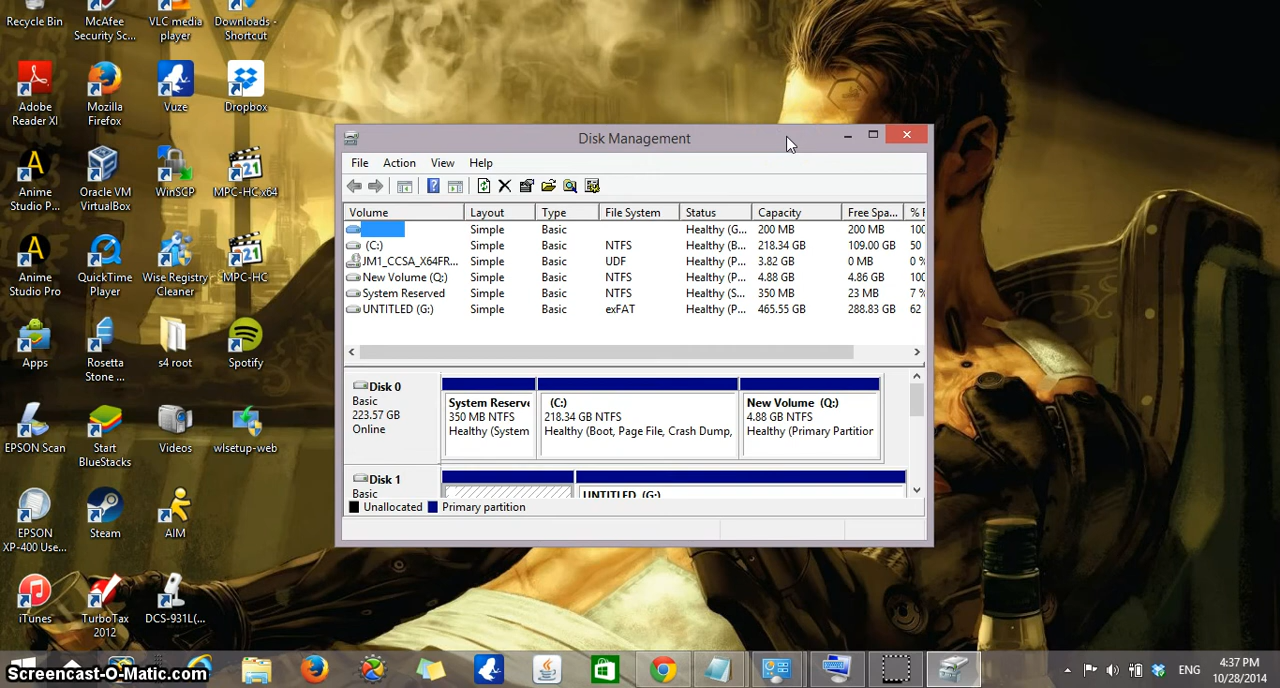 Recycle Bin
McAfee
Security Sc...
VLC media
player
Downloads -
Shortcut
Adobe
Reader XI
Mozilla
Firefox
Vuze
Dropbox
Anime
Studio P...
Oracle VM
VirtualBox
WinSCP
MPC-HC x64
Anime
Studio Pro
QuickTime
Player
Wise Registry
Cleaner
MPC-HC
Apps
Rosetta
Stone ...
s4 root
Spotify
EPSON Scan
Start
BlueStacks
Videos
wlsetup-web
EPSON
XP-400 Use...
Steam
AIM
iTunes
TurboTax
2012
DCS-931L(...
Disk Management
File Action View Help
Volume Layout Type File System Status Capacity Free Spa... % F
Simple Basic Healthy (G... 200 MB 200 MB 100
(C:) Simple Basic NTFS Healthy (B... 218.34 GB 109.00 GB 50
JM1_CCSA_X64FR... Simple Basic UDF Healthy (P... 3.82 GB 0 MB 0 %
New Volume (Q:) Simple Basic NTFS Healthy (P... 4.88 GB 4.86 GB 100
System Reserved Simple Basic NTFS Healthy (S... 350 MB 23 MB 7 %
UNTITLED (G:) Simple Basic exFAT Healthy (P... 465.55 GB 288.83 GB 62
Disk 0
Basic
223.57 GB
Online
System Reserve
350 MB NTFS
Healthy (System
(C:)
218.34 GB NTFS
Healthy (Boot, Page File, Crash Dump,
New Volume (Q:)
4.88 GB NTFS
Healthy (Primary Partition
Disk 1
Basic
UNTITLED (G:)
Unallocated Primary partition
Screencast-O-Matic.com
ENG
4:37 PM
10/28/2014